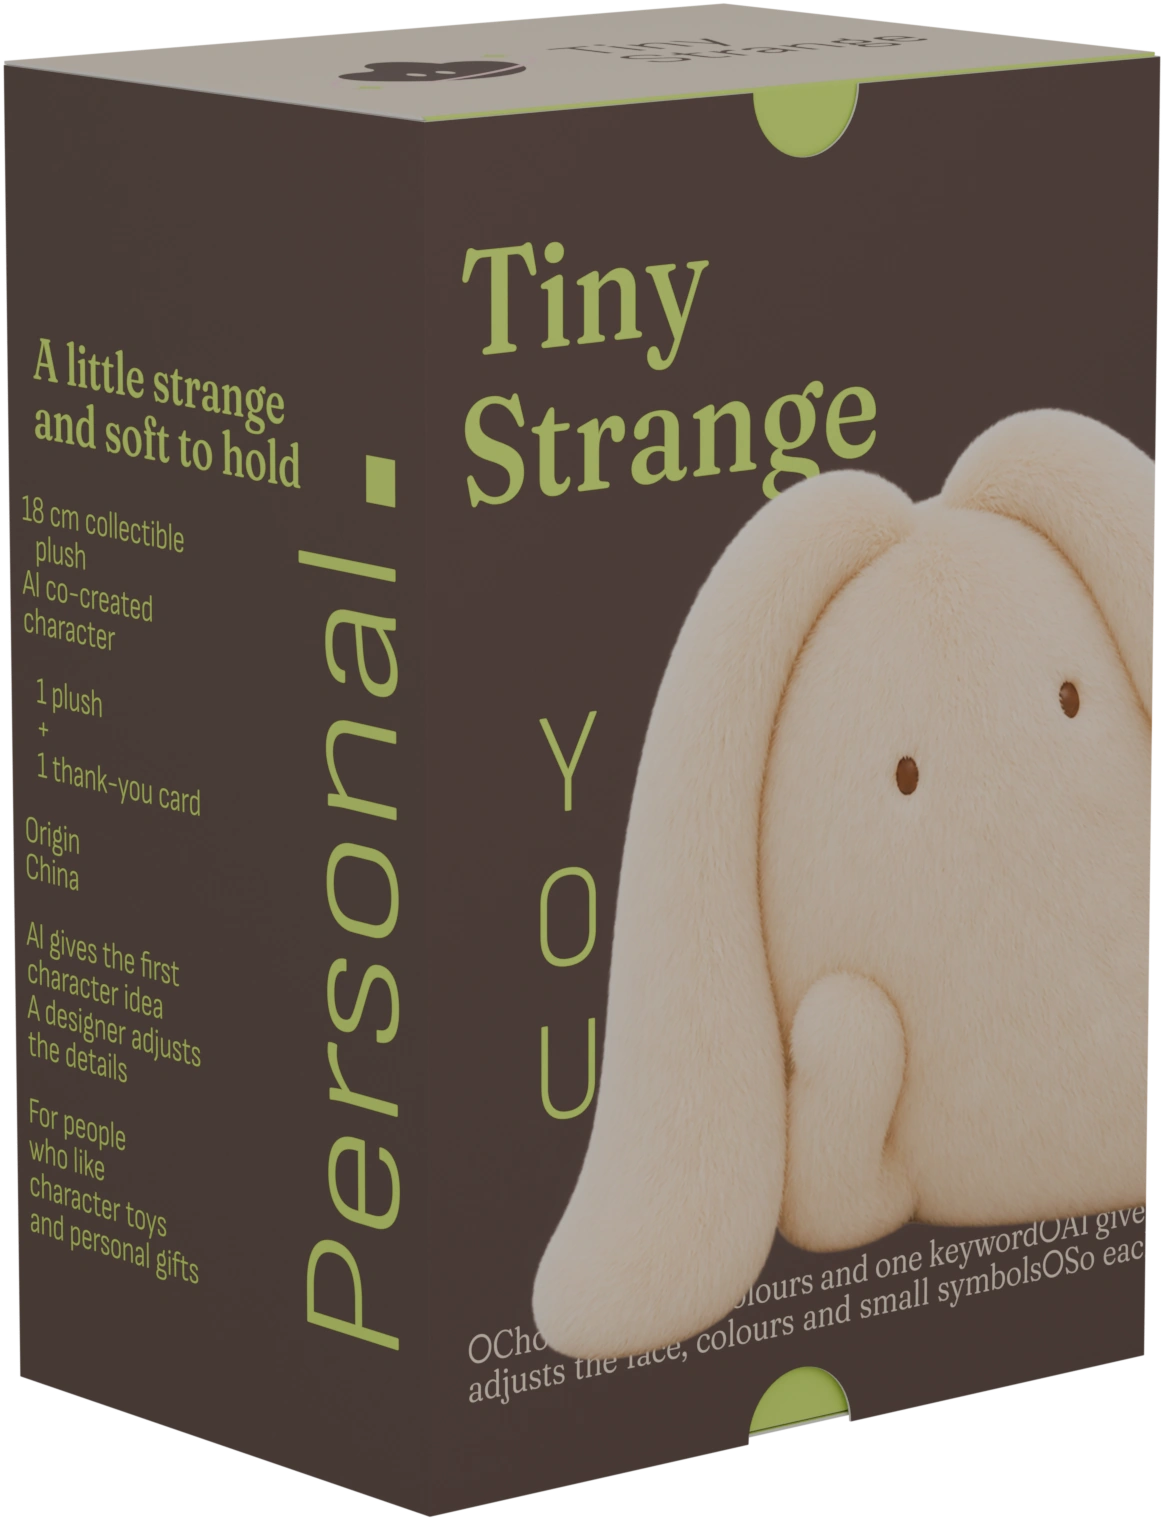 Tiny
Strange
Tiny
Strange
Y
O
U
OCho
olours and one keywordOAI give
adjusts the face, colours and small symbolsOSo eac
A little strange
and soft to hold
18 cm collectible
plush
AI co-created
character
1 plush
+
1 thank-you card
Origin
China
AI gives the first
character idea
A designer adjusts
the details
For people
who like
character toys
and personal gifts
Personal